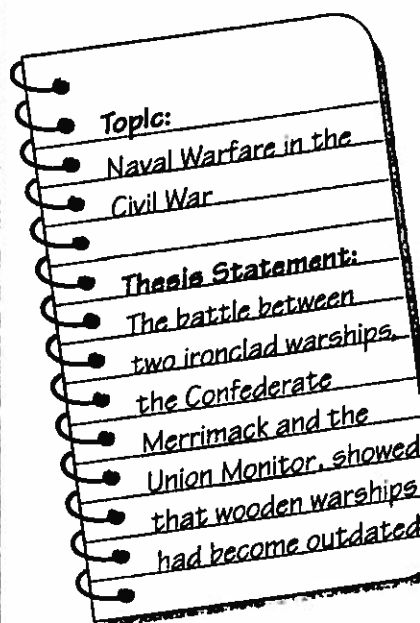 Topic:
Naval Warfare in the
Civil War
Thesis Statement:
The battle between
two ironclad warships,
the Confederate
Merrimack and the
Union Monitor, showed
that wooden warships
had become outdated